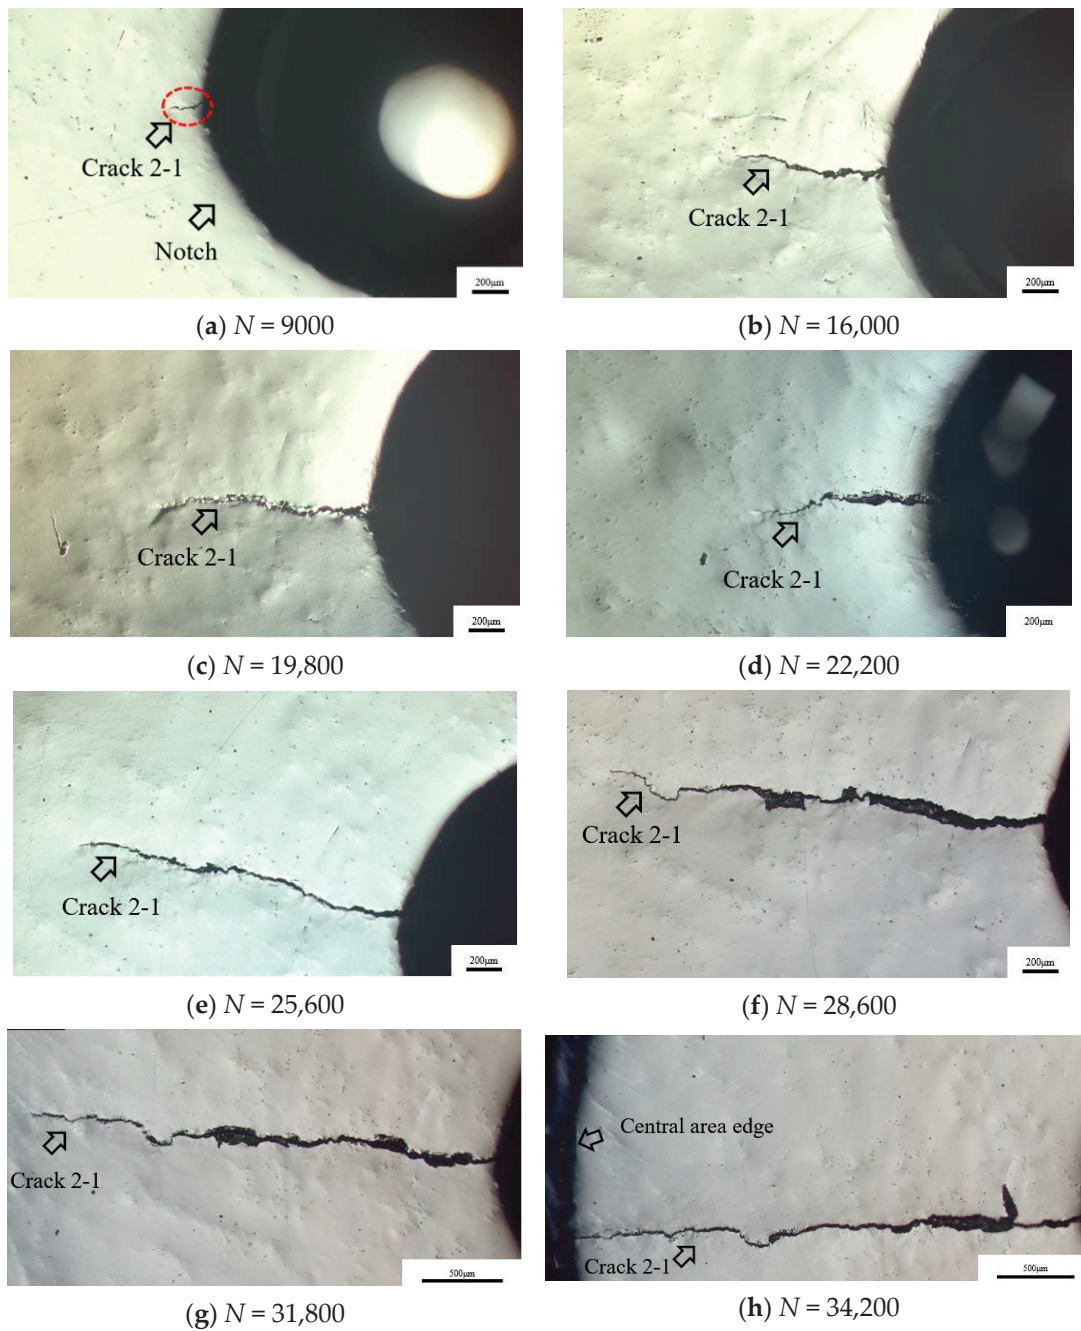 Crack 2-1
Notch
200μm
(a) N = 9000
Crack 2-1
200μm
(b) N = 16,000
Crack 2-1
200μm
(c) N = 19,800
Crack 2-1
200μm
(d) N = 22,200
Crack 2-1
200μm
(e) N = 25,600
Crack 2-1
200μm
(f) N = 28,600
Crack 2-1
500μm
(g) N = 31,800
Central area edge
Crack 2-1
500μm
(h) N = 34,200